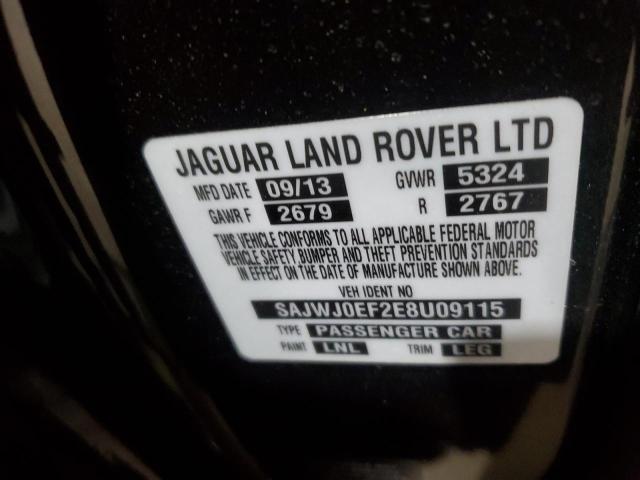 JAGUAR LAND ROVER LTD
MFD DATE 09/13 GVWR 5324
GAWR F 2679 R 2767
THIS VEHICLE CONFORMS TO ALL APPLICABLE FEDERAL MOTOR
VEHICLE SAFETY BUMPER AND THEFT PREVENTION STANDARDS
IN EFFECT ON THE DATE OF MANUFACTURE SHOWN ABOVE.
VEH IDENT NO
SAJWJ0EF2E8U09115
TYPE PASSENGER CAR
PAINT LNL TRIM LEG